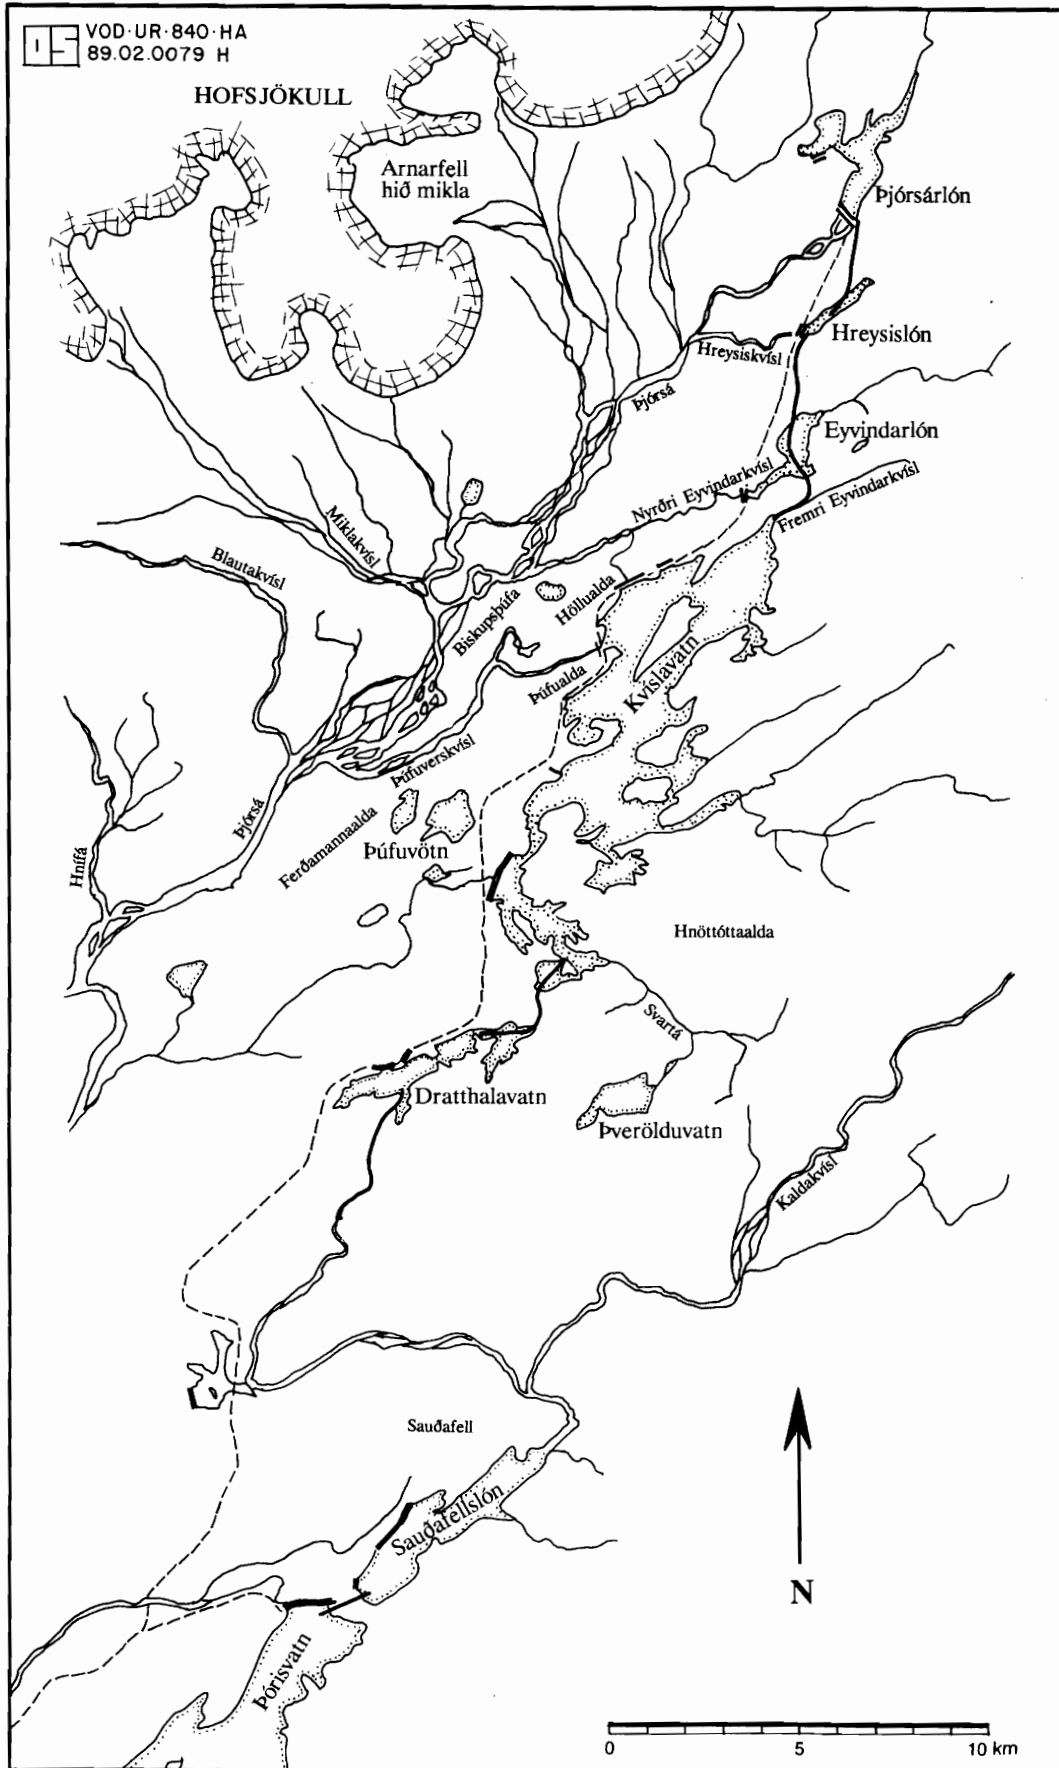 OS
VOD·UR·840·HA
89.02.0079 H
HOFSJÖKULL
Arnarfell
hið mikla
Þjórsárlón
Hreysislón
Hreysiskvísl
Þjórsá
Eyvindarlón
Nyrðri Eyvindarkvísl
Fremri Eyvindarkvísl
Miklakvísl
Blautakvísl
Biskupsþúfa
Höllualda
Þúfualda
Kvíslavatn
Þúfuverskvísl
Þjórsá
Hnífá
Ferðamannaalda
Þúfuvötn
Hnöttóttaalda
Svartá
Dratthalavatn
Þverölduvatn
Kaldakvísl
Sauðafell
Sauðafellslón
Þórisvatn
N
0 5 10 km